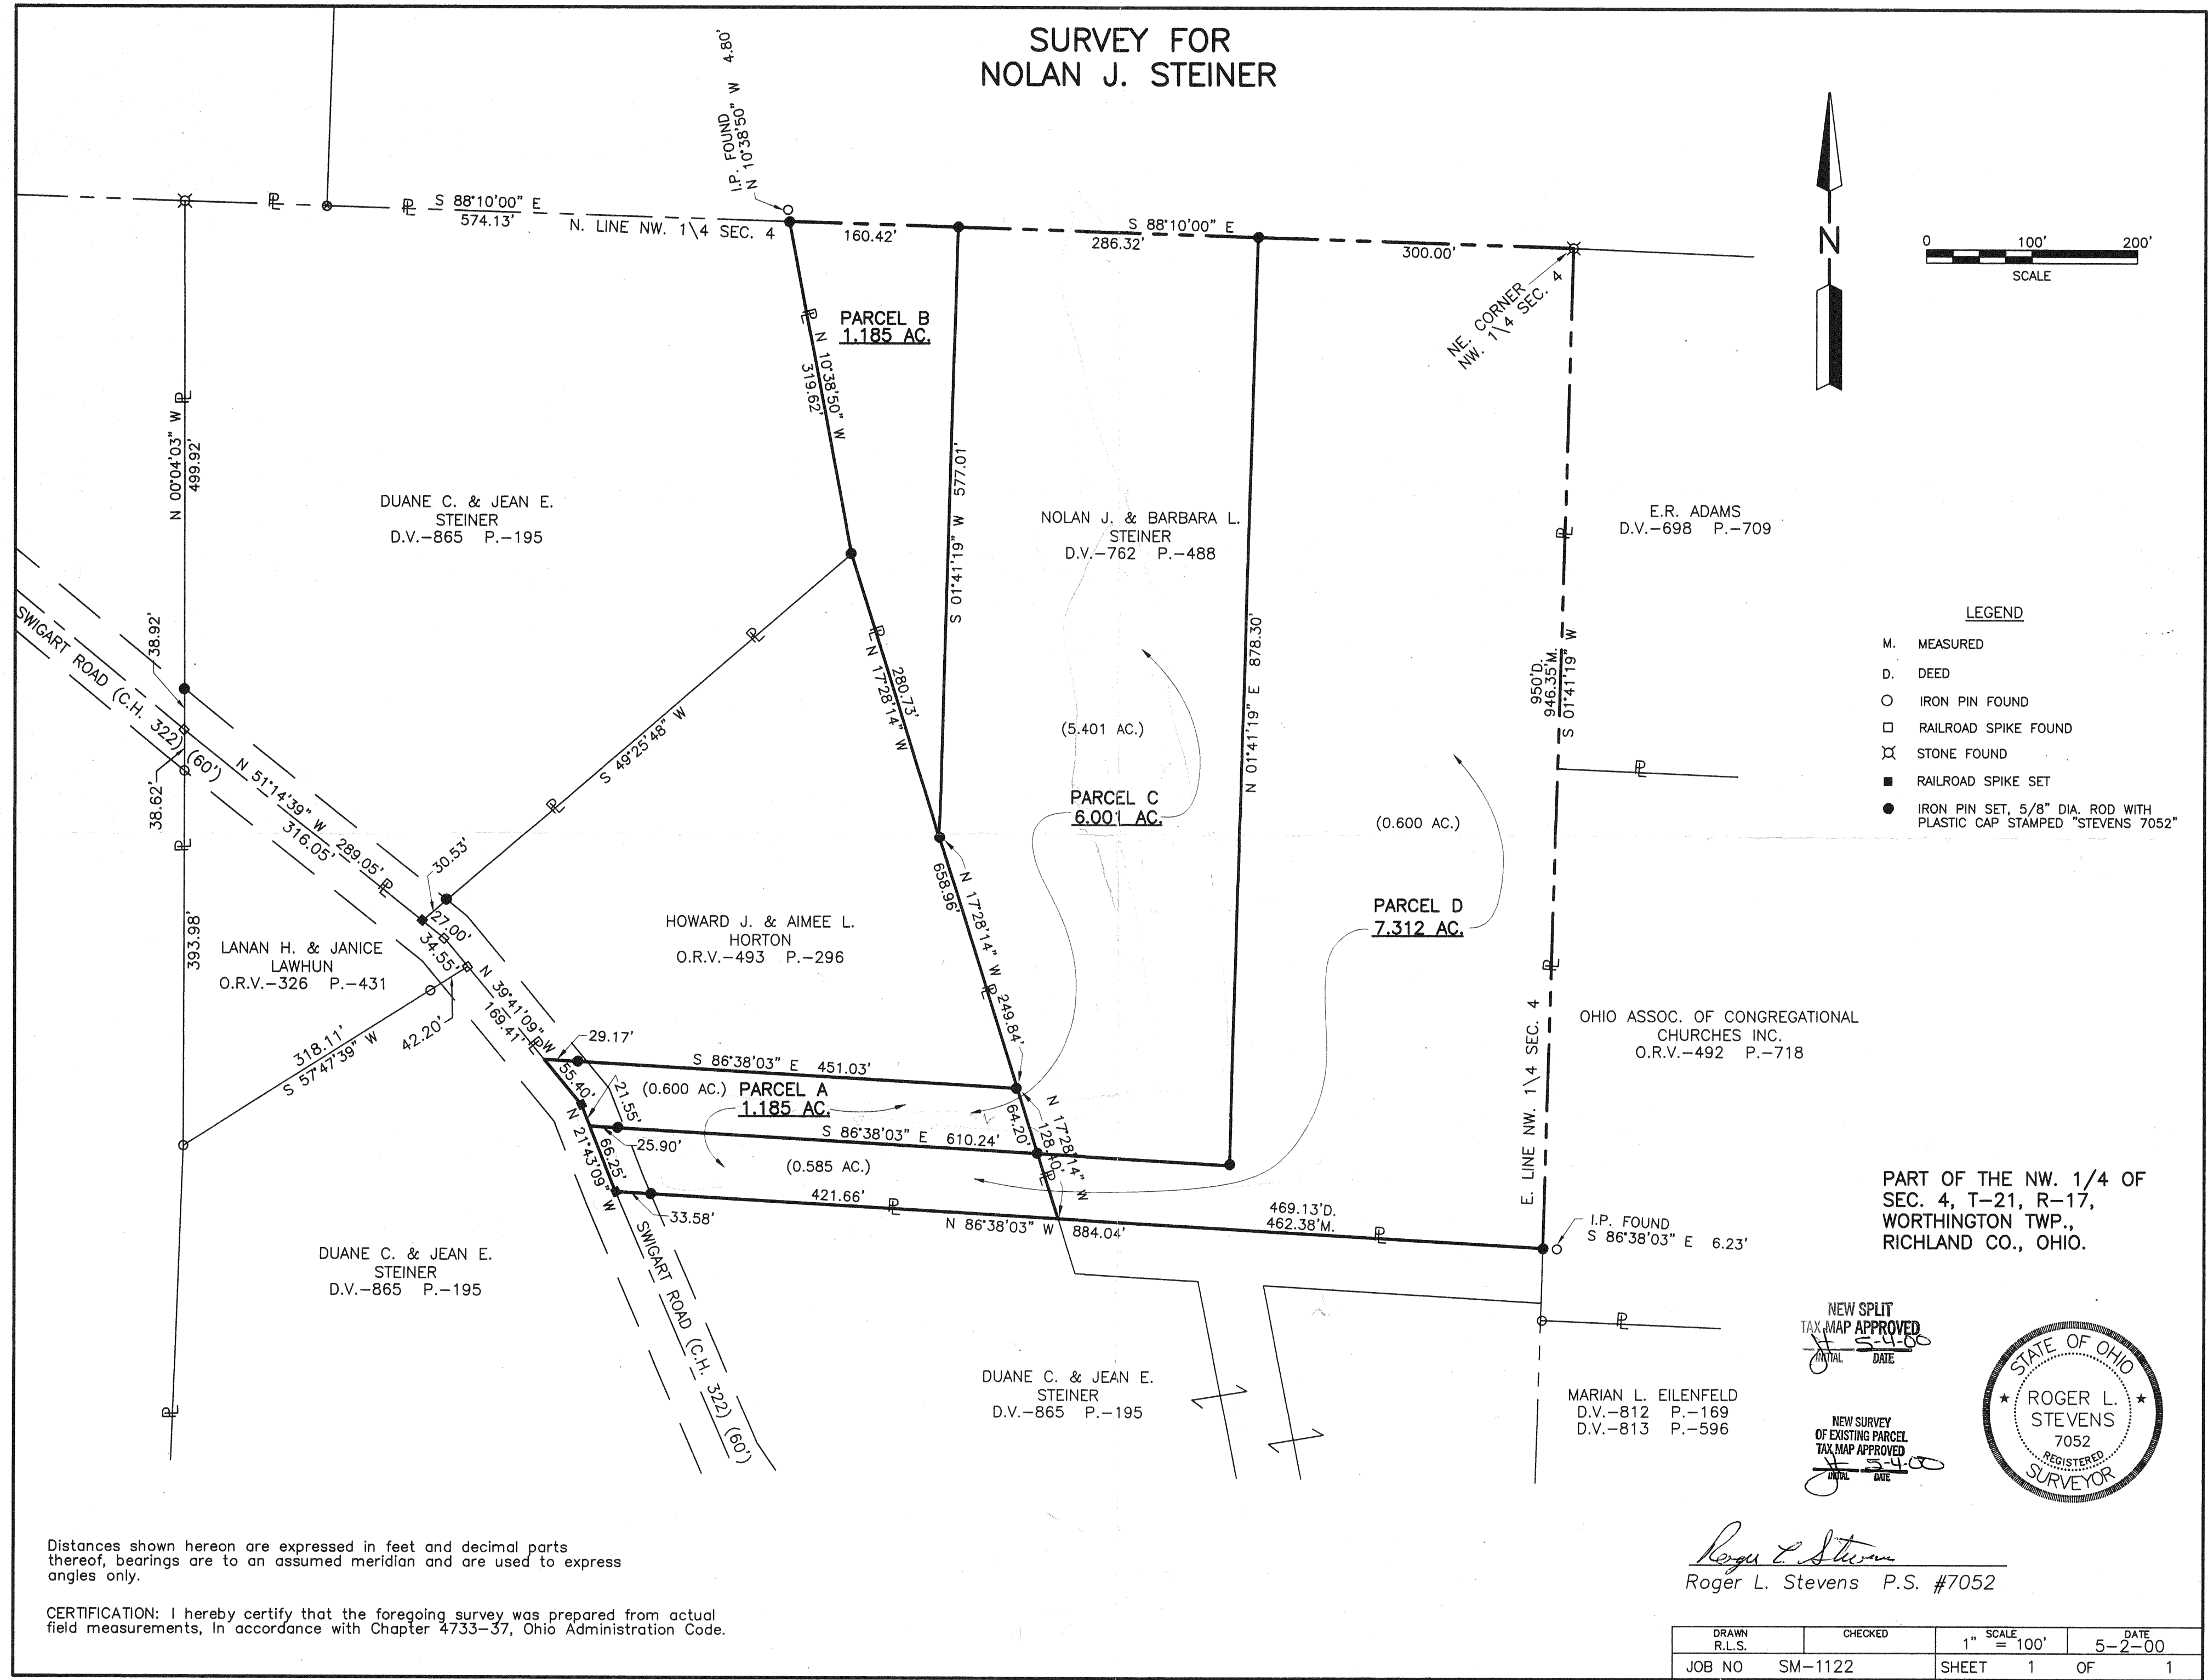 SURVEY FOR
NOLAN J. STEINER
I.P. FOUND
N 10°38'50" W 4.80'
S 88°10'00" E
574.13'
N. LINE NW. 1\4 SEC. 4
160.42'
S 88°10'00" E
286.32'
300.00'
NE. CORNER
NW. 1\4 SEC. 4
N
0 100' 200'
SCALE
PARCEL B
1.185 AC.
N 10°38'50" W
319.62'
N 00°04'03" W
499.92'
DUANE C. & JEAN E.
STEINER
D.V.-865 P.-195
S 01°41'19" W 577.01'
NOLAN J. & BARBARA L.
STEINER
D.V.-762 P.-488
N 01°41'19" E 878.30'
950'D.
946.35'M.
S 01°41'19" W
E.R. ADAMS
D.V.-698 P.-709
LEGEND
M. MEASURED
D. DEED
IRON PIN FOUND
RAILROAD SPIKE FOUND
STONE FOUND
RAILROAD SPIKE SET
IRON PIN SET, 5/8" DIA. ROD WITH
PLASTIC CAP STAMPED "STEVENS 7052"
SWIGART ROAD (C.H. 322) (60')
38.92'
38.62'
N 51°14'39" W 289.05'
316.05'
30.53'
27.00'
34.55'
S 49°25'48" W
280.73'
N 17°28'14" W
658.96'
N 17°28'14" W
249.84'
(5.401 AC.)
PARCEL C
6.001 AC.
(0.600 AC.)
PARCEL D
7.312 AC.
393.98'
LANAN H. & JANICE
LAWHUN
O.R.V.-326 P.-431
HOWARD J. & AIMEE L.
HORTON
O.R.V.-493 P.-296
N 39°41'09" W
169.41'
42.20'
318.11'
S 57°47'39" W
29.17'
S 86°38'03" E 451.03'
55.40'
21.55'
(0.600 AC.)
PARCEL A
1.185 AC.
N 21°43'09" W
66.25'
25.90'
S 86°38'03" E 610.24'
64.20'
N 17°28'14" W
128.40'
(0.585 AC.)
421.66'
33.58'
N 86°38'03" W 884.04'
469.13'D.
462.38'M.
E. LINE NW. 1\4 SEC. 4
OHIO ASSOC. OF CONGREGATIONAL
CHURCHES INC.
O.R.V.-492 P.-718
I.P. FOUND
S 86°38'03" E 6.23'
PART OF THE NW. 1/4 OF
SEC. 4, T-21, R-17,
WORTHINGTON TWP.,
RICHLAND CO., OHIO.
DUANE C. & JEAN E.
STEINER
D.V.-865 P.-195
SWIGART ROAD (C.H. 322) (60')
DUANE C. & JEAN E.
STEINER
D.V.-865 P.-195
MARIAN L. EILENFELD
D.V.-812 P.-169
D.V.-813 P.-596
NEW SPLIT
TAX MAP APPROVED
5-4-00
INITIAL DATE
NEW SURVEY
OF EXISTING PARCEL
TAX MAP APPROVED
5-4-00
INITIAL DATE
STATE OF OHIO
ROGER L.
STEVENS
7052
REGISTERED
SURVEYOR
Roger L Stevens
Roger L. Stevens P.S. #7052
Distances shown hereon are expressed in feet and decimal parts
thereof, bearings are to an assumed meridian and are used to express
angles only.
CERTIFICATION: I hereby certify that the foregoing survey was prepared from actual
field measurements, In accordance with Chapter 4733-37, Ohio Administration Code.
DRAWN CHECKED SCALE DATE
R.L.S. 1" = 100' 5-2-00
JOB NO SM-1122 SHEET 1 OF 1